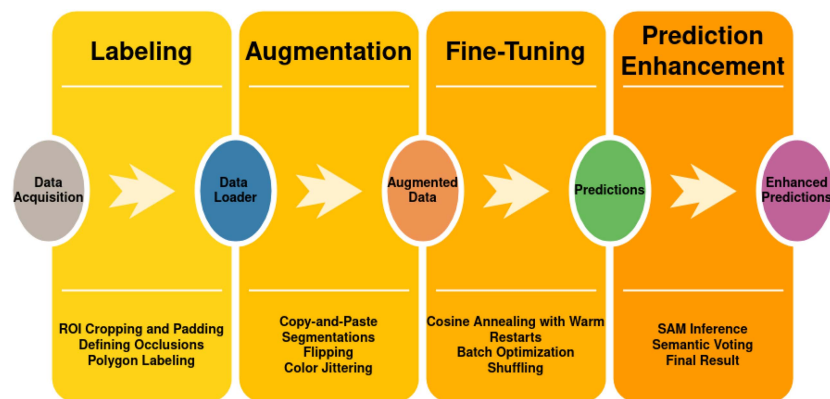 Labeling
Augmentation
Fine-Tuning
Prediction
Enhancement
Data
Acquisition
Data
Loader
Augmented
Data
Predictions
Enhanced
Predictions
ROI Cropping and Padding
Defining Occlusions
Polygon Labeling
Copy-and-Paste
Segmentations
Flipping
Color Jittering
Cosine Annealing with Warm
Restarts
Batch Optimization
Shuffling
SAM Inference
Semantic Voting
Final Result